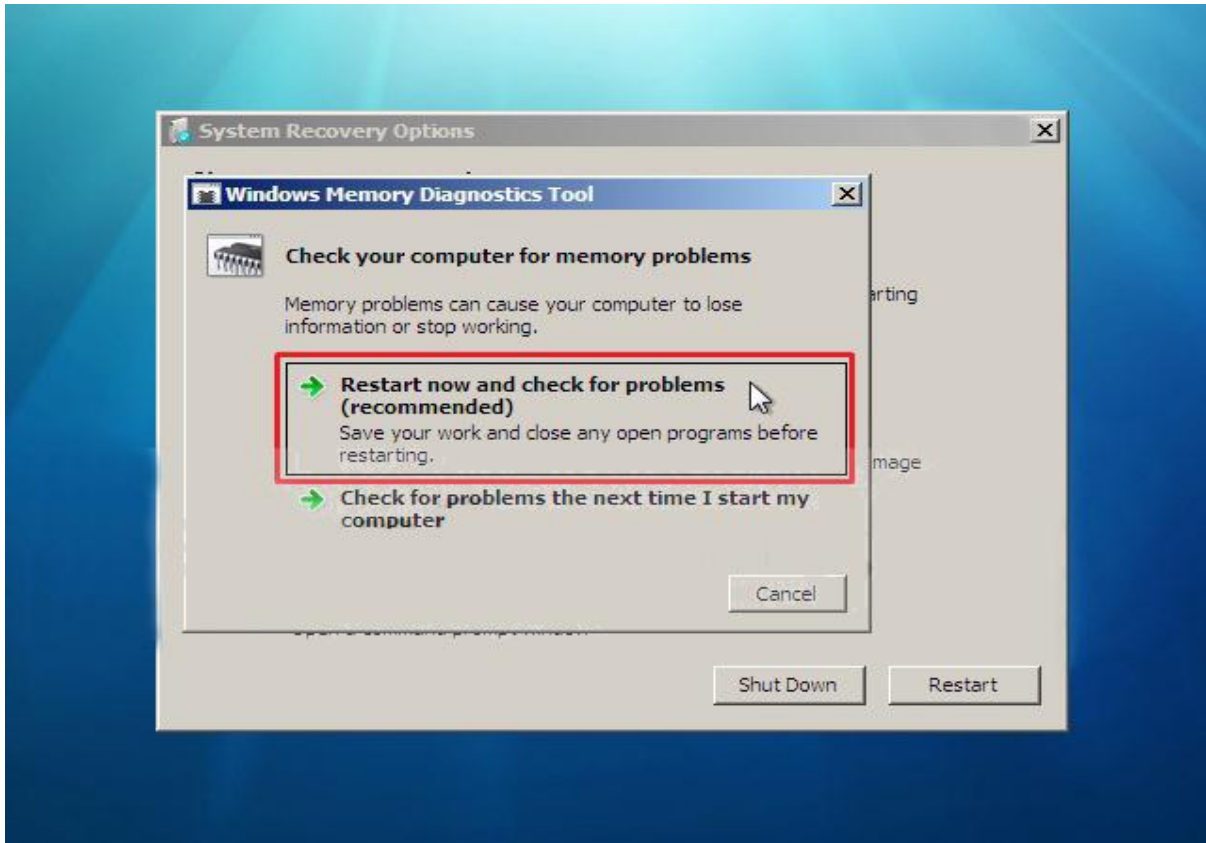 System Recovery Options
Windows Memory Diagnostics Tool
Check your computer for memory problems
Memory problems can cause your computer to lose
information or stop working.
arting
Restart now and check for problems
(recommended)
Save your work and close any open programs before
restarting.
mage
Check for problems the next time I start my
computer
Cancel
Shut Down
Restart